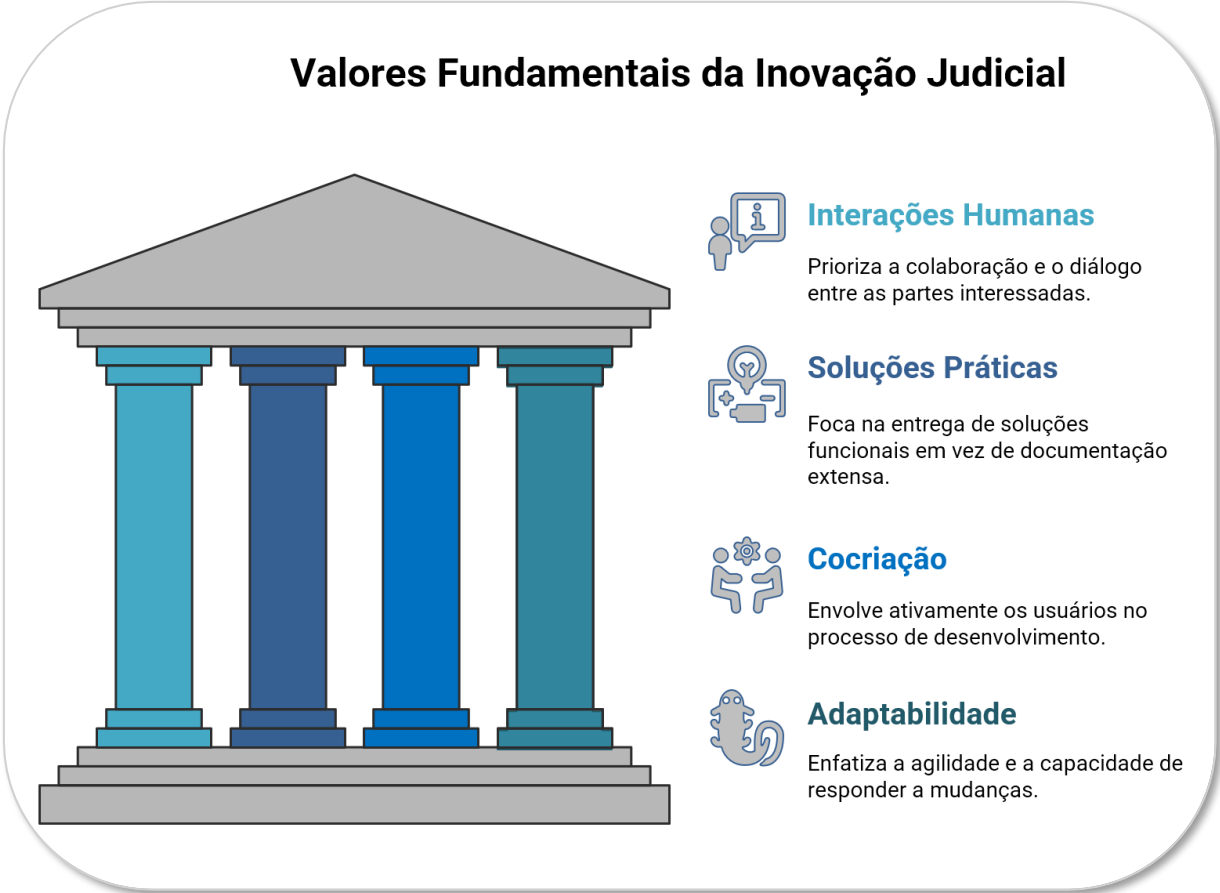 Valores Fundamentais da Inovação Judicial
Interações Humanas
Prioriza a colaboração e o diálogo
entre as partes interessadas.
Soluções Práticas
Foca na entrega de soluções
funcionais em vez de documentação
extensa.
Cocriação
Envolve ativamente os usuários no
processo de desenvolvimento.
Adaptabilidade
Enfatiza a agilidade e a capacidade de
responder a mudanças.